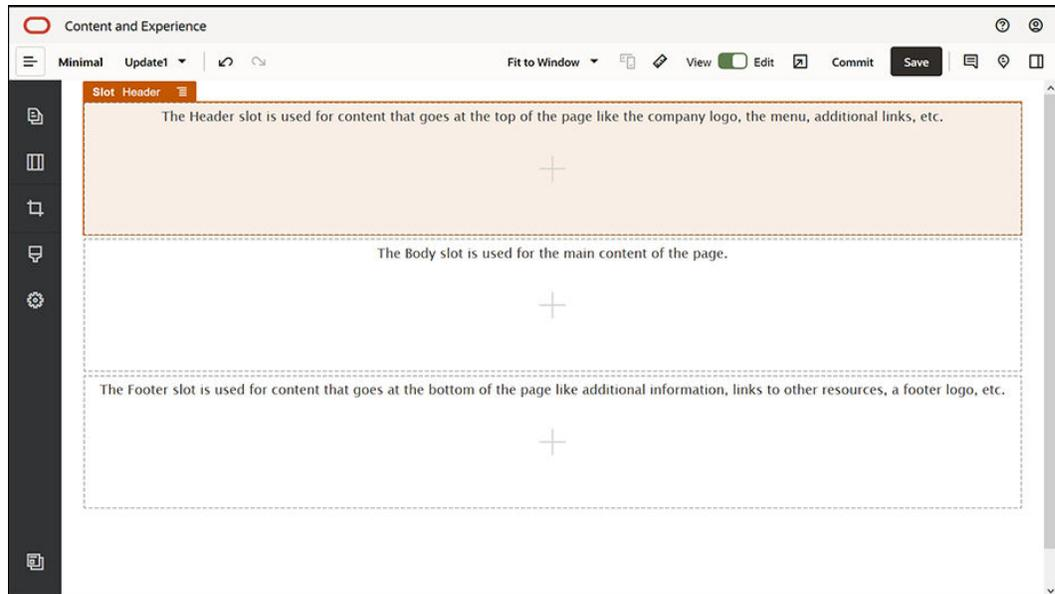 Content and Experience
Minimal Update1 Fit to Window View Edit Commit Save
Slot Header
The Header slot is used for content that goes at the top of the page like the company logo, the menu, additional links, etc.
The Body slot is used for the main content of the page.
The Footer slot is used for content that goes at the bottom of the page like additional information, links to other resources, a footer logo, etc.